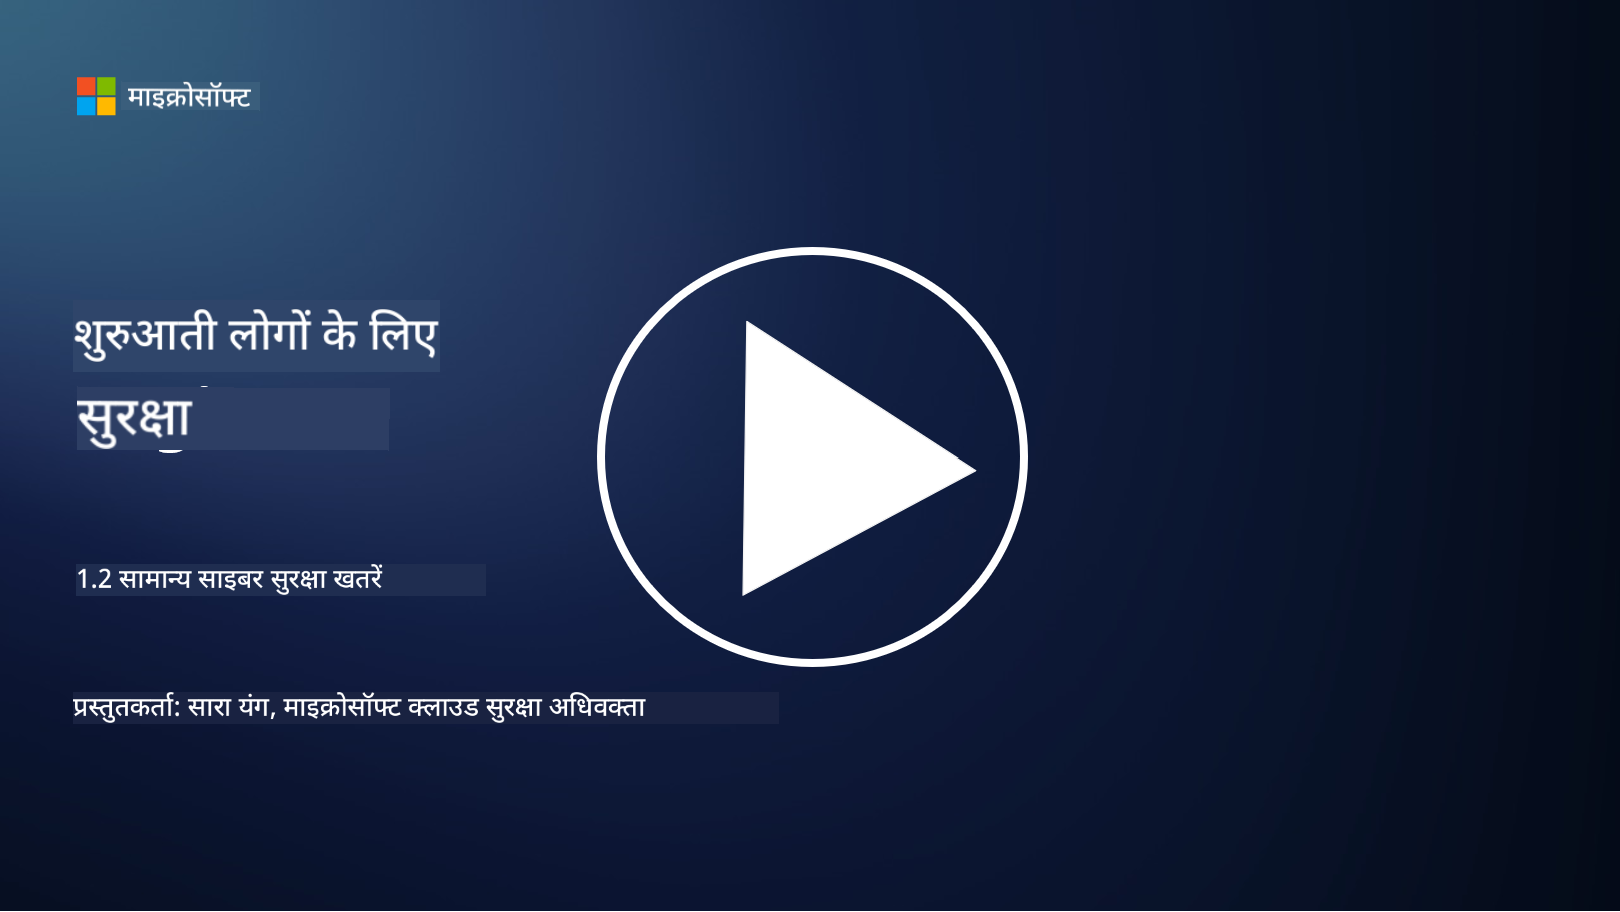 माइक्रोसॉफ्ट
शुरुआती लोगों के लिए
सुरक्षा
1.2 सामान्य साइबर सुरक्षा खतरें
प्रस्तुतकर्ता: सारा यंग, माइक्रोसॉफ्ट क्लाउड सुरक्षा अधिवक्ता